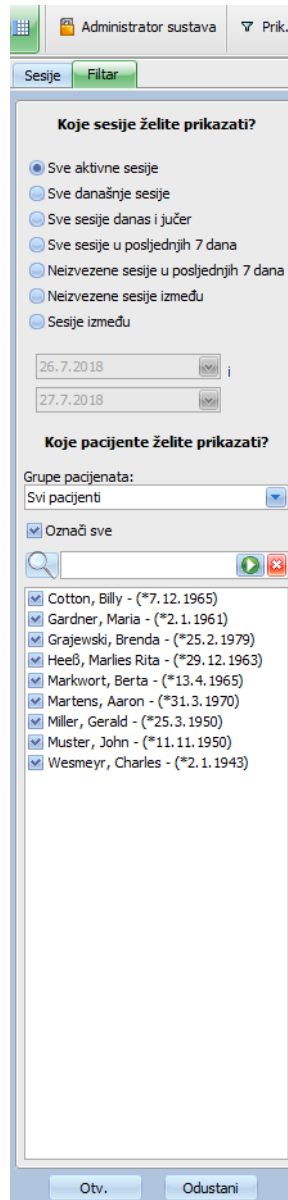 Administrator sustava
Prik.
Sesije
Filtar
Koje sesije želite prikazati?
Sve aktivne sesije
Sve današnje sesije
Sve sesije danas i jučer
Sve sesije u posljednjih 7 dana
Neizvezene sesije u posljednjih 7 dana
Neizvezene sesije između
Sesije između
26.7.2018
i
27.7.2018
Koje pacijente želite prikazati?
Grupe pacijenata:
Svi pacijenti
Označi sve
Cotton, Billy - (*7.12.1965)
Gardner, Maria - (*2.1.1961)
Grajewski, Brenda - (*25.2.1979)
Heeß, Marlies Rita - (*29.12.1963)
Markwort, Berta - (*13.4.1965)
Martens, Aaron - (*31.3.1970)
Miller, Gerald - (*25.3.1950)
Muster, John - (*11.11.1950)
Wesmeyr, Charles - (*2.1.1943)
Otv.
Odustani